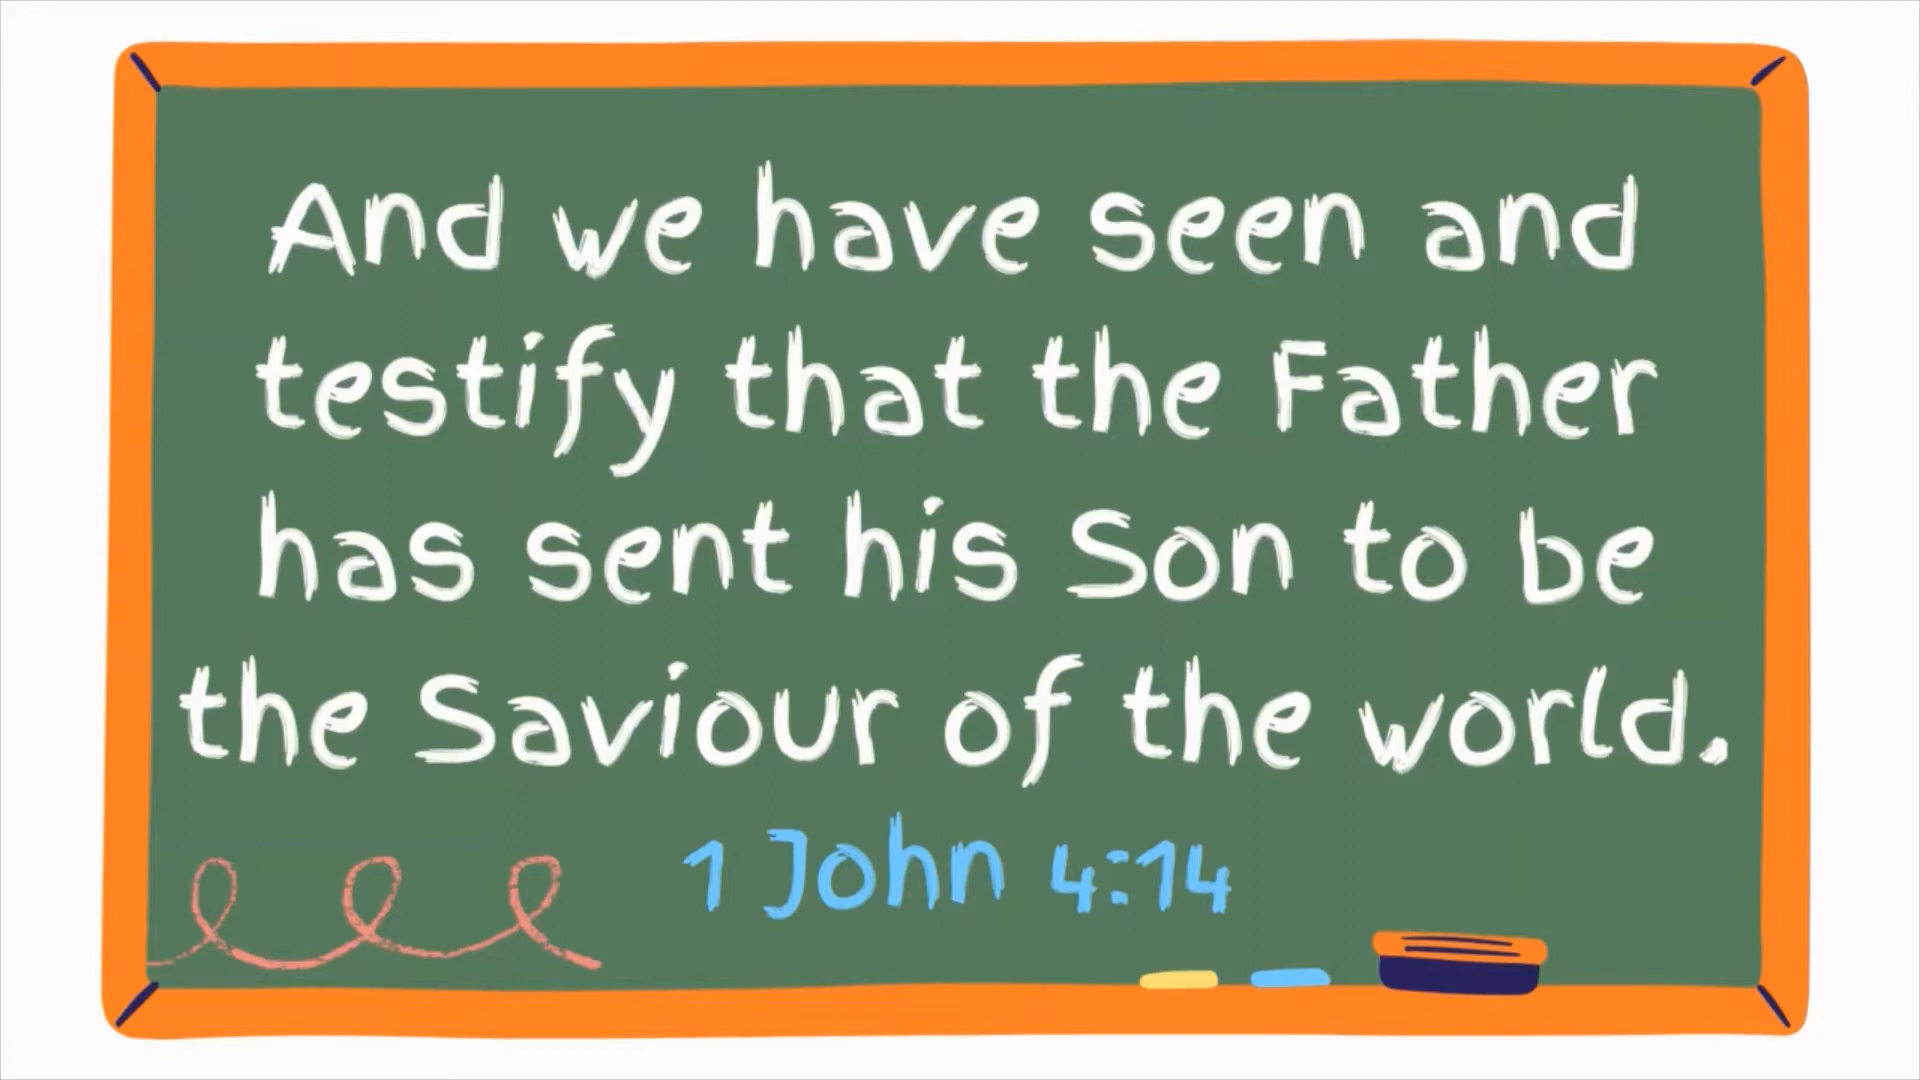 And we have seen and
testify that the Father
has sent his Son to be
the Saviour of the world.
1 John 4:14